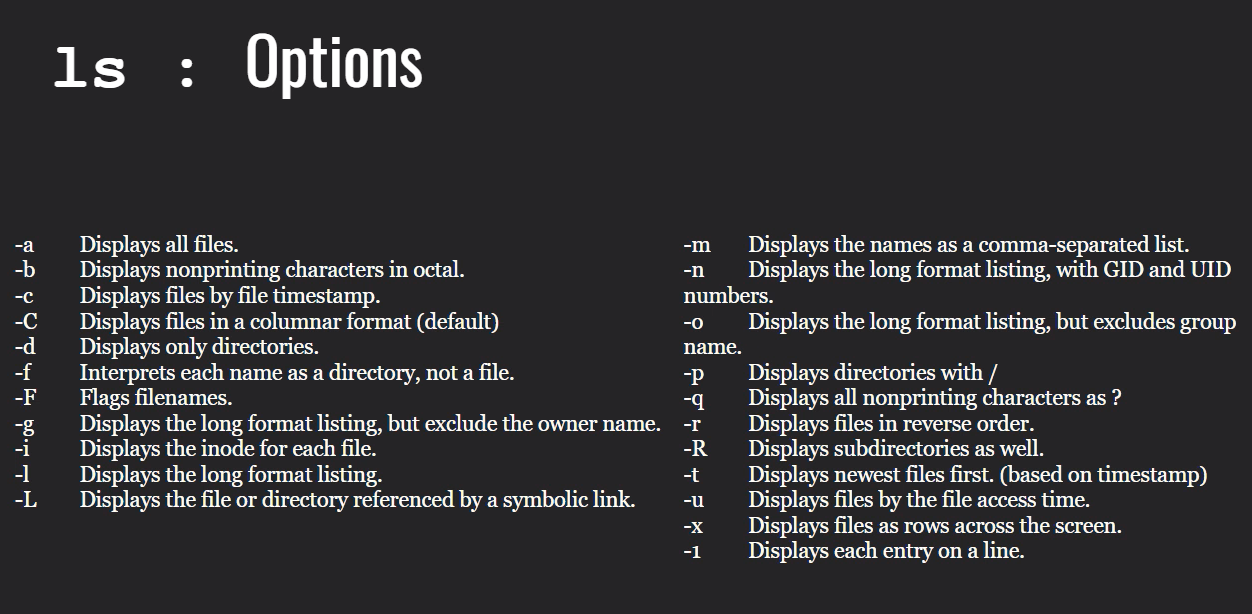 ls : Options
-a Displays all files.
-b Displays nonprinting characters in octal.
-c Displays files by file timestamp.
-C Displays files in a columnar format (default)
-d Displays only directories.
-f Interprets each name as a directory, not a file.
-F Flags filenames.
-g Displays the long format listing, but exclude the owner name.
-i Displays the inode for each file.
-l Displays the long format listing.
-L Displays the file or directory referenced by a symbolic link.
-m Displays the names as a comma-separated list.
-n Displays the long format listing, with GID and UID
numbers.
-o Displays the long format listing, but excludes group
name.
-p Displays directories with /
-q Displays all nonprinting characters as ?
-r Displays files in reverse order.
-R Displays subdirectories as well.
-t Displays newest files first. (based on timestamp)
-u Displays files by the file access time.
-x Displays files as rows across the screen.
-1 Displays each entry on a line.